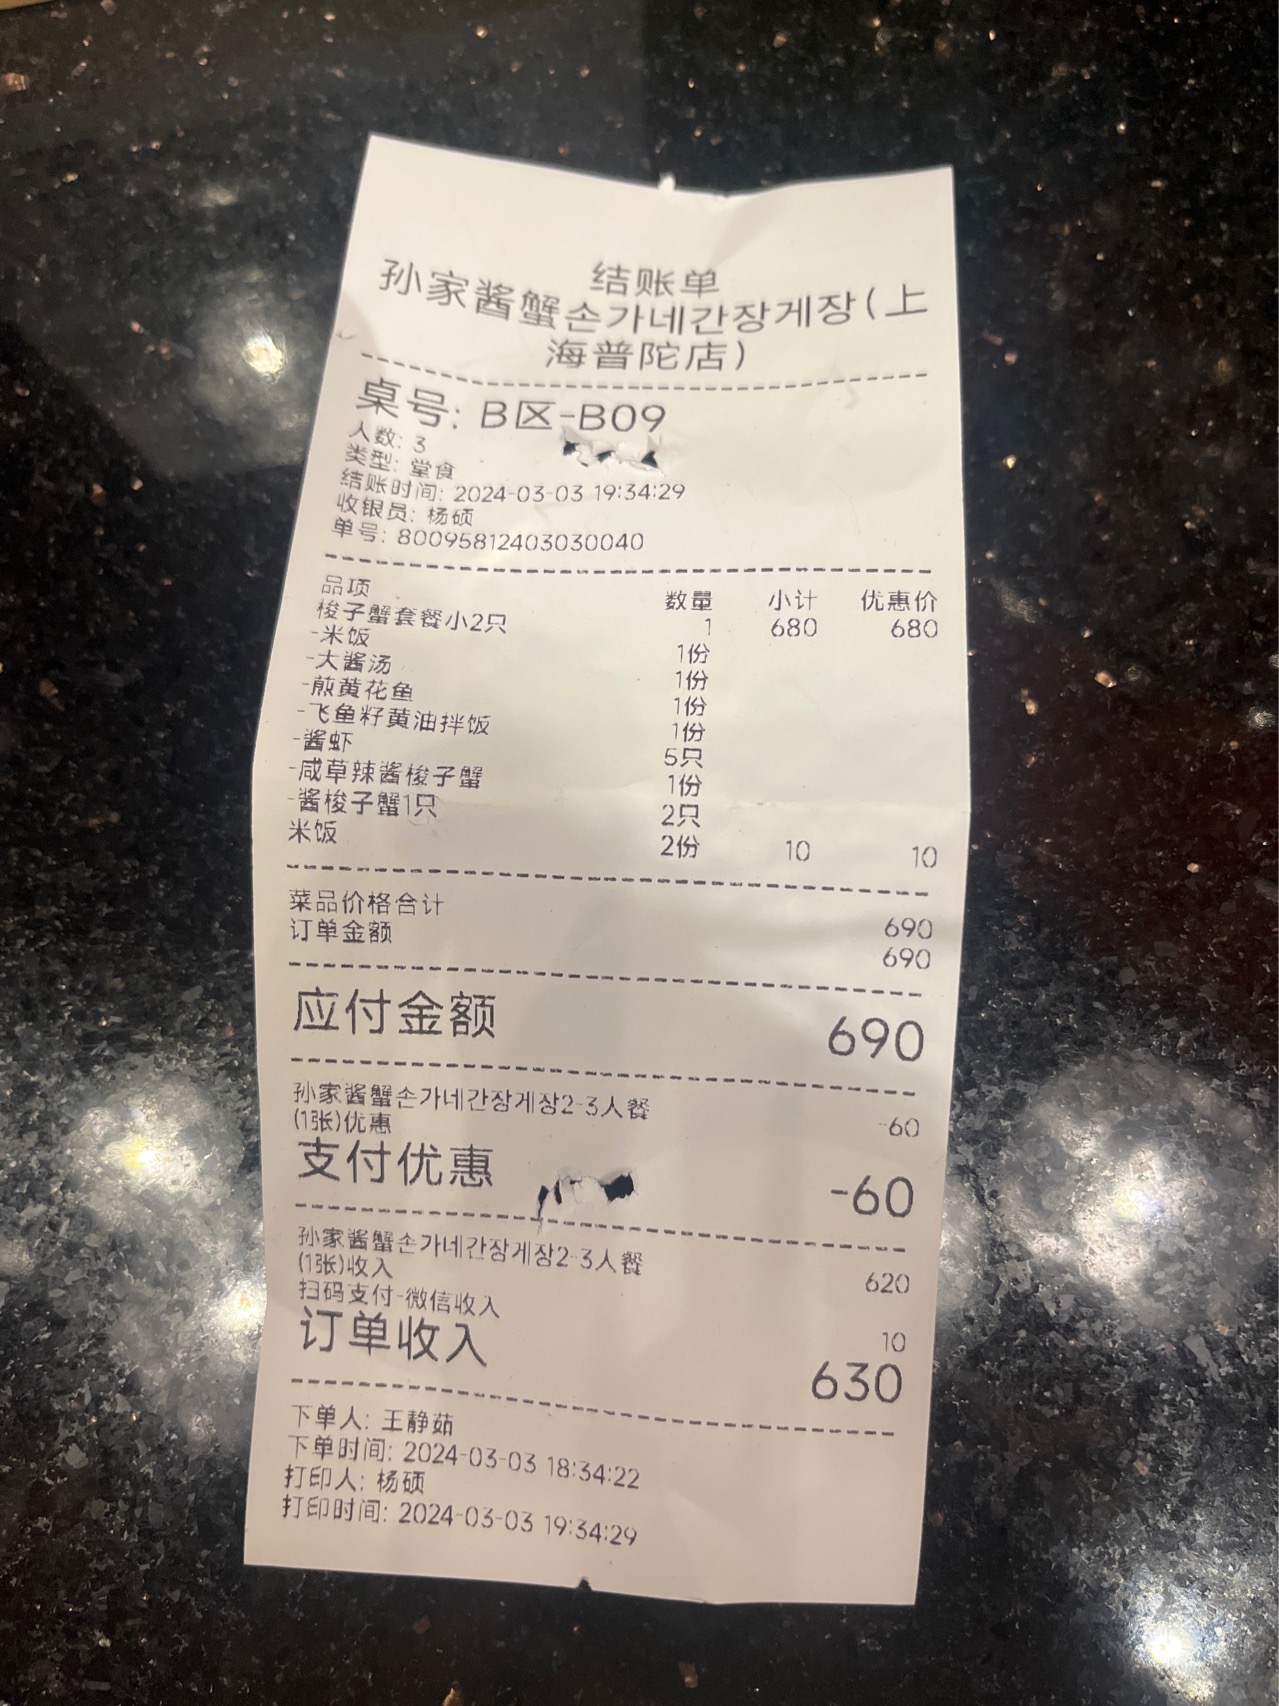 结账单
孙家酱蟹손가네간장게장(上
海普陀店)
桌号: B区-B09
人数: 3
类型: 堂食
结账时间: 2024-03-03 19:34:29
收银员: 杨硕
单号: 80095812403030040
品项 数量 小计 优惠价
梭子蟹套餐小2只 1 680 680
-米饭 1份
-大酱汤 1份
-煎黄花鱼 1份
-飞鱼籽黄油拌饭 1份
-酱虾 5只
-咸草辣酱梭子蟹 1份
-酱梭子蟹1只 2只
米饭 2份 10 10
菜品价格合计 690
订单金额 690
应付金额 690
孙家酱蟹손가네간장게장2-3人餐
(1张)优惠 -60
支付优惠 -60
孙家酱蟹손가네간장게장2-3人餐
(1张)收入 620
扫码支付-微信收入 10
订单收入 630
下单人: 王静茹
下单时间: 2024-03-03 18:34:22
打印人: 杨硕
打印时间: 2024-03-03 19:34:29